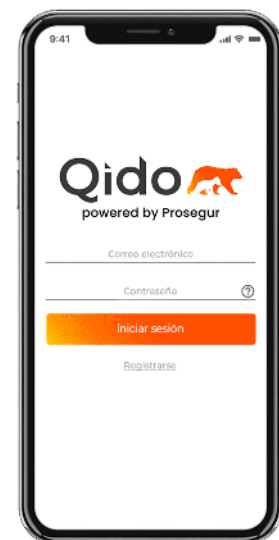 9:41
Qido
powered by Prosegur
Correo electrónico
Contraseña
?
Iniciar sesión
Registrarse